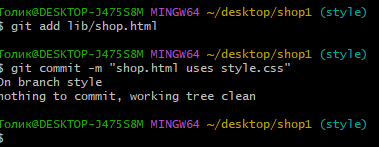 Толик@DESKTOP-J475S8M MINGW64 ~/desktop/shop1 (style)
$ git add lib/shop.html
Толик@DESKTOP-J475S8M MINGW64 ~/desktop/shop1 (style)
$ git commit -m "shop.html uses style.css"
On branch style
nothing to commit, working tree clean
Толик@DESKTOP-J475S8M MINGW64 ~/desktop/shop1 (style)
$